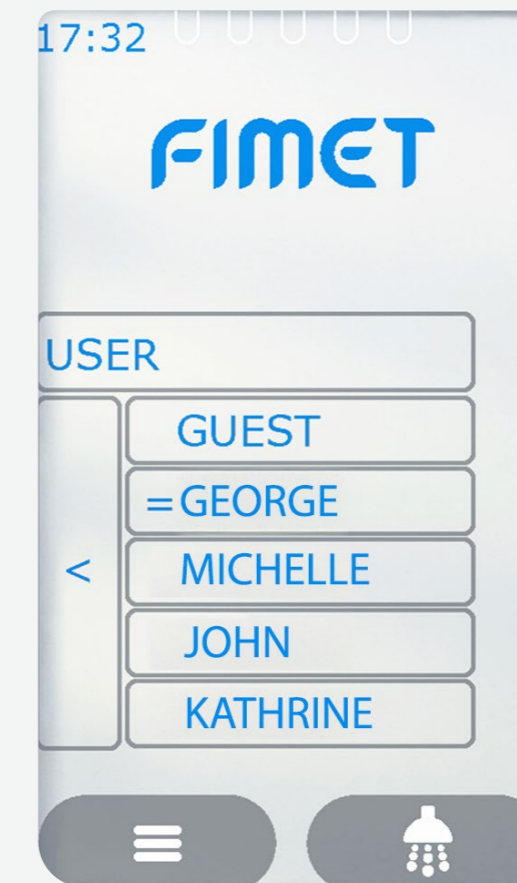 17:32
FIMET
USER
GUEST
=GEORGE
<
MICHELLE
JOHN
KATHRINE